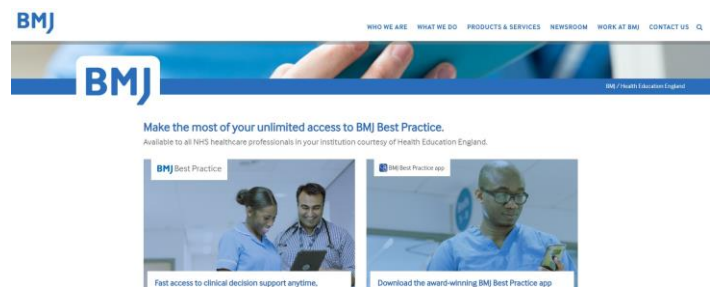 BMJ
WHO WE ARE WHAT WE DO PRODUCTS & SERVICES NEWSROOM WORK AT BMJ CONTACT US
BMJ
BMJ / Health Education England
Make the most of your unlimited access to BMJ Best Practice.
Available to all NHS healthcare professionals in your institution courtesy of Health Education England.
BMJ Best Practice
BMJ Best Practice app
Fast access to clinical decision support anytime,
Download the award-winning BMJ Best Practice app